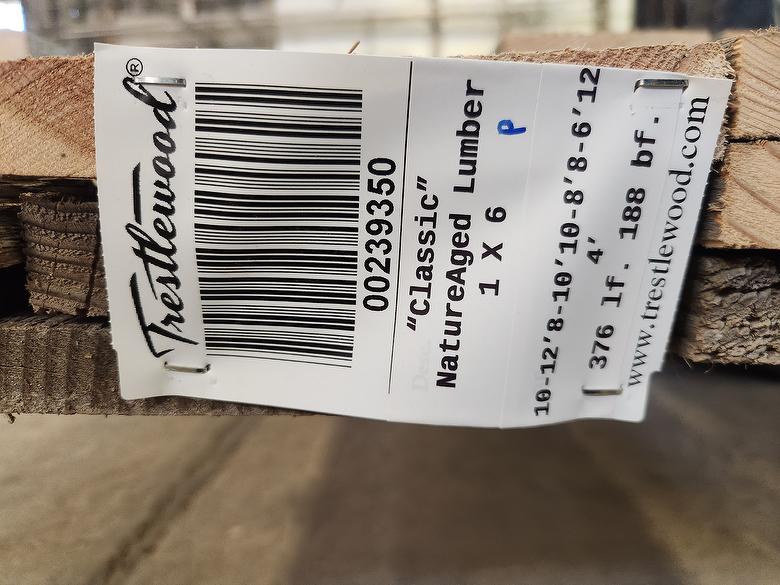 Trestlewood®
00239350
“Classic”
NatureAged Lumber
1 X 6
P
10-12’8-10’10-8’8-6’12
4’
376 lf. 188 bf.
www.trestlewood.com